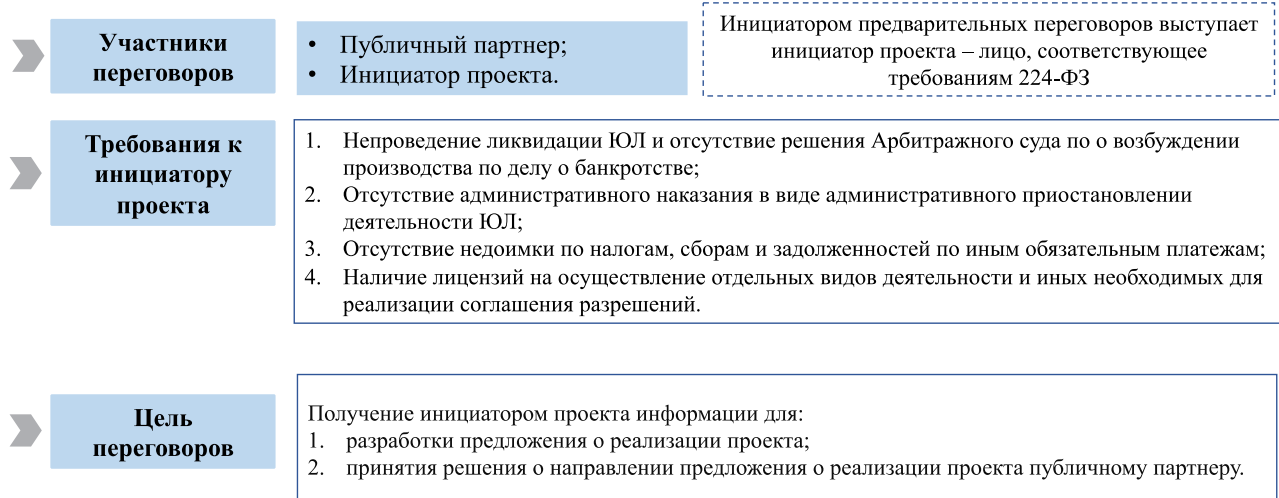 Участники
переговоров
• Публичный партнер;
• Инициатор проекта.
Инициатором предварительных переговоров выступает
инициатор проекта – лицо, соответствующее
требованиям 224-ФЗ
Требования к
инициатору
проекта
1. Непроведение ликвидации ЮЛ и отсутствие решения Арбитражного суда по о возбуждении
производства по делу о банкротстве;
2. Отсутствие административного наказания в виде административного приостановлении
деятельности ЮЛ;
3. Отсутствие недоимки по налогам, сборам и задолженностей по иным обязательным платежам;
4. Наличие лицензий на осуществление отдельных видов деятельности и иных необходимых для
реализации соглашения разрешений.
Цель
переговоров
Получение инициатором проекта информации для:
1. разработки предложения о реализации проекта;
2. принятия решения о направлении предложения о реализации проекта публичному партнеру.